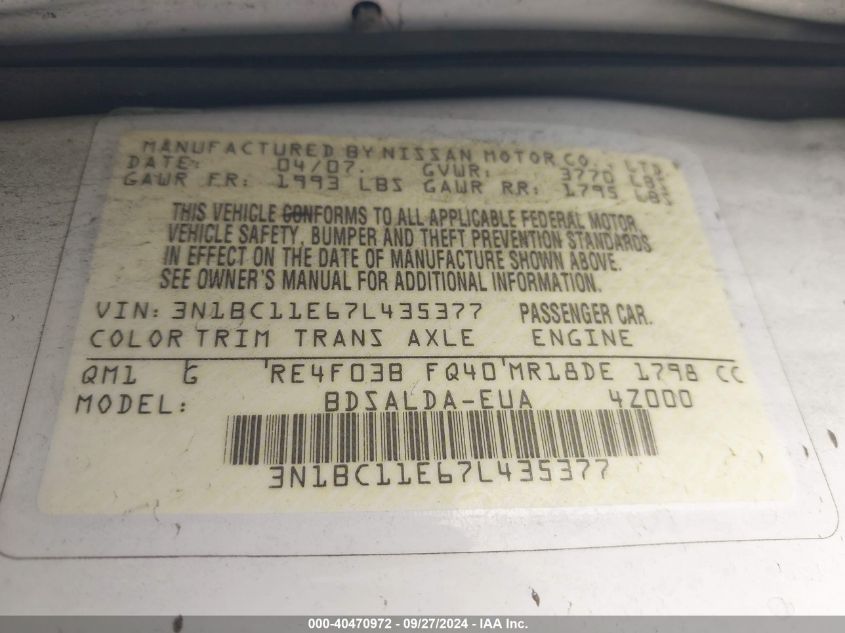 MANUFACTURED BY NISSAN MOTOR CO., LTD
DATE: 04/07. GVWR: 3770 LBS
GAWR FR: 1993 LBS GAWR RR: 1795 LBS
THIS VEHICLE CONFORMS TO ALL APPLICABLE FEDERAL MOTOR
VEHICLE SAFETY, BUMPER AND THEFT PREVENTION STANDARDS
IN EFFECT ON THE DATE OF MANUFACTURE SHOWN ABOVE.
SEE OWNER'S MANUAL FOR ADDITIONAL INFORMATION.
VIN: 3N1BC11E67L435377 PASSENGER CAR.
COLOR TRIM TRANS AXLE ENGINE
QM1 G RE4F03B FQ40 MR18DE 1798 CC
MODEL: BDSALDA-EUA 4Z000
3N1BC11E67L435377
000-40470972 - 09/27/2024 - IAA Inc.